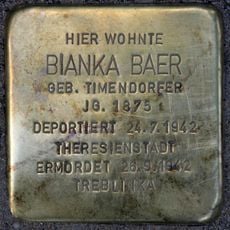 HIER WOHNTE
BIANKA BAER
GEB. TIMENDORFER
JG. 1875
DEPORTIERT 24.7.1942
THERESIENSTADT
ERMORDET 26.9.1942
TREBLINKA